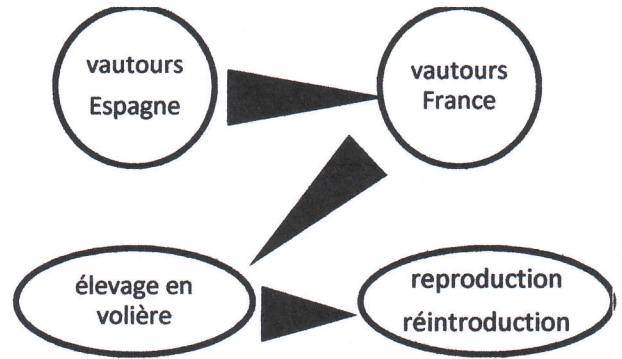 vautours
Espagne
vautours
France
élevage en
volière
reproduction
réintroduction